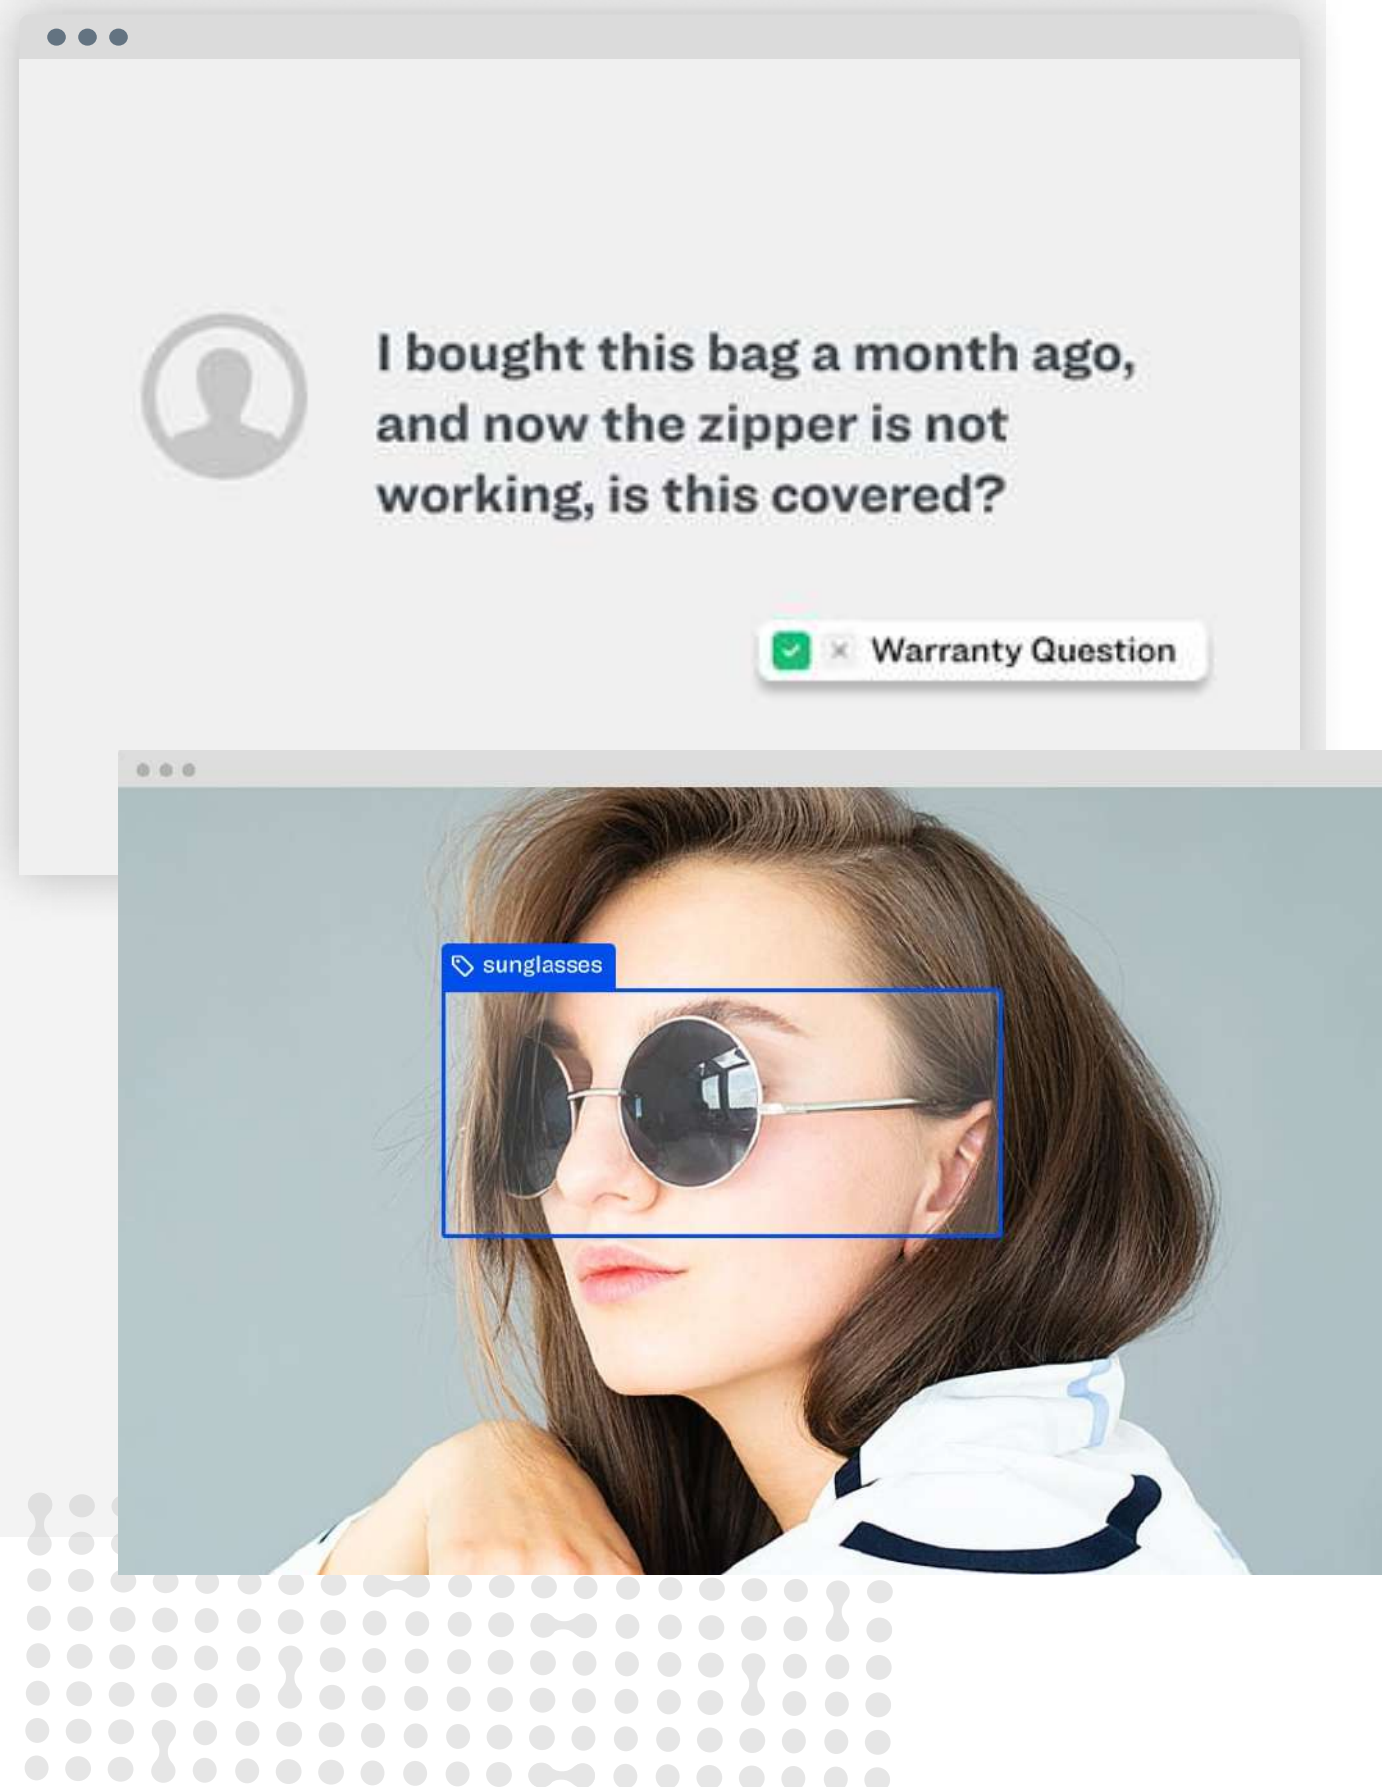 I bought this bag a month ago,
and now the zipper is not
working, is this covered?
Warranty Question
sunglasses